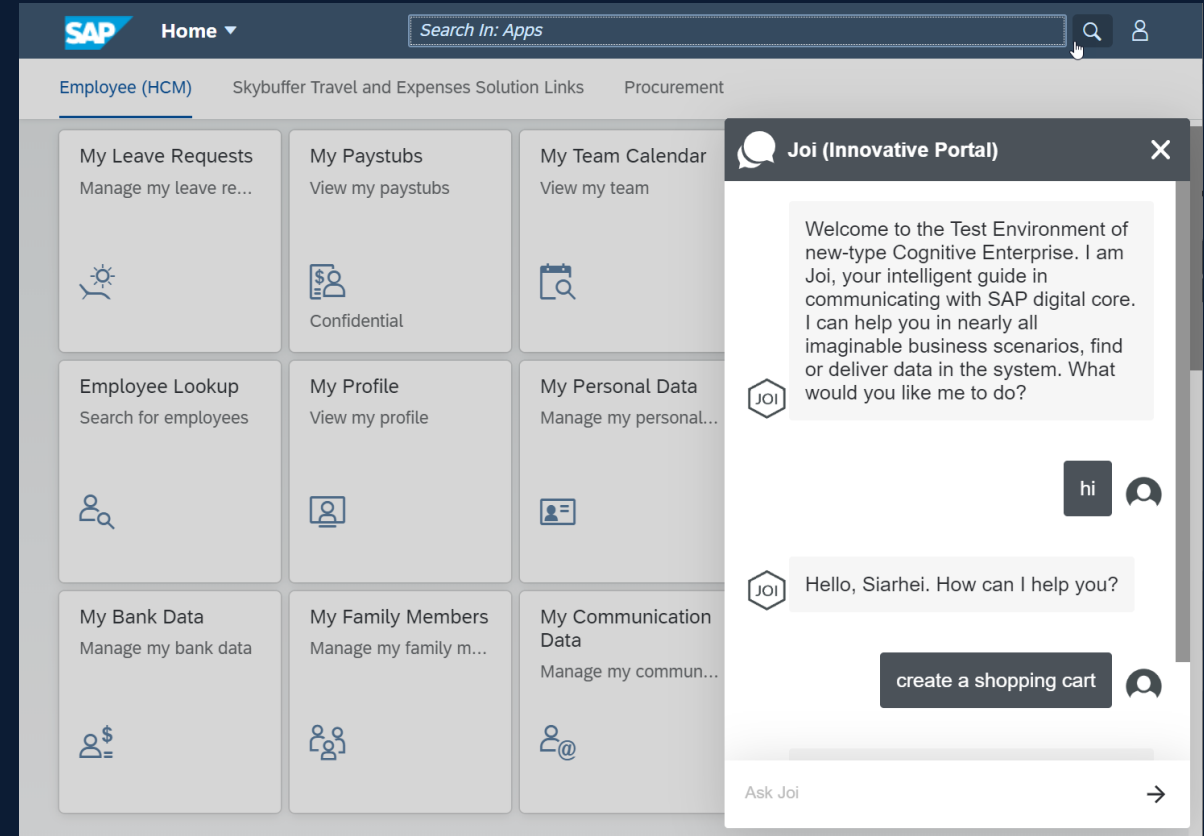 SAP
Home
Search In: Apps
Employee (HCM)
Skybuffer Travel and Expenses Solution Links
Procurement
My Leave Requests
Manage my leave re...
My Paystubs
View my paystubs
Confidential
My Team Calendar
View my team
Employee Lookup
Search for employees
My Profile
View my profile
My Personal Data
Manage my personal...
My Bank Data
Manage my bank data
$
My Family Members
Manage my family m...
My Communication
Data
Manage my commun...
@
Joi (Innovative Portal)
Welcome to the Test Environment of
new-type Cognitive Enterprise. I am
Joi, your intelligent guide in
communicating with SAP digital core.
I can help you in nearly all
imaginable business scenarios, find
or deliver data in the system. What
would you like me to do?
JOI
hi
JOI
Hello, Siarhei. How can I help you?
create a shopping cart
Ask Joi